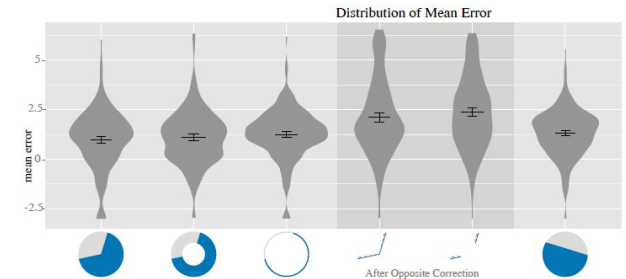 Distribution of Mean Error
mean error
5
2.5
0
-2.5
After Opposite Correction